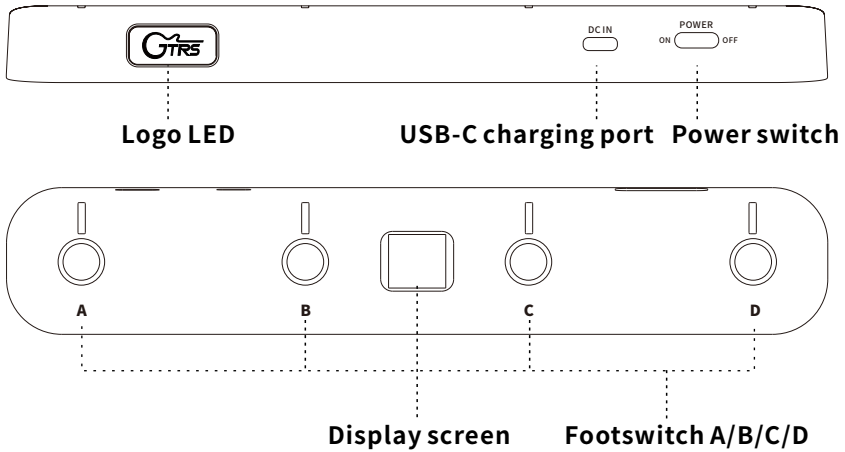 GTRS
DC IN
POWER
ON OFF
Logo LED
USB-C charging port
Power switch
A B C D
Display screen
Footswitch A/B/C/D